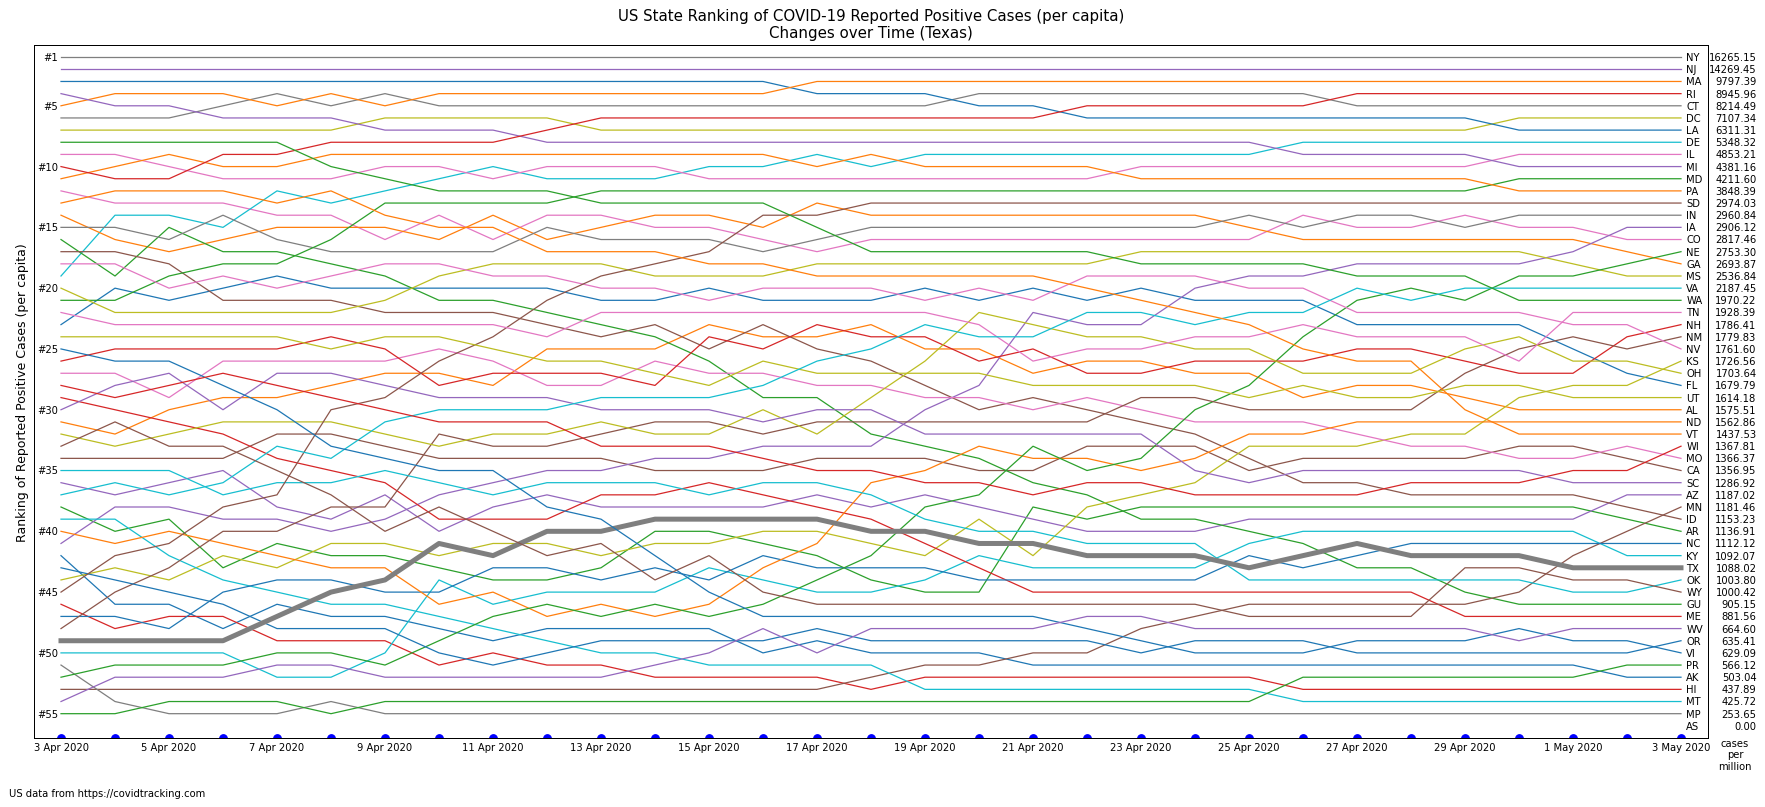 US State Ranking of COVID-19 Reported Positive Cases (per capita)
Changes over Time (Texas)
Ranking of Reported Positive Cases (per capita)
#1
#5
#10
#15
#20
#25
#30
#35
#40
#45
#50
#55
NY 16265.15
NJ 14269.45
MA 9797.39
RI 8945.96
CT 8214.49
DC 7107.34
LA 6311.31
DE 5348.32
IL 4853.21
MI 4381.16
MD 4211.60
PA 3848.39
SD 2974.03
IN 2960.84
IA 2906.12
CO 2817.46
NE 2753.30
GA 2693.87
MS 2536.84
VA 2187.45
WA 1970.22
TN 1928.39
NH 1786.41
NM 1779.83
NV 1761.60
KS 1726.56
OH 1703.64
FL 1679.79
UT 1614.18
AL 1575.51
ND 1562.86
VT 1437.53
WI 1367.81
MO 1366.37
CA 1356.95
SC 1286.92
AZ 1187.02
MN 1181.46
ID 1153.23
AR 1136.91
NC 1112.12
KY 1092.07
TX 1088.02
OK 1003.80
WY 1000.42
GU 905.15
ME 881.56
WV 664.60
OR 635.41
VI 629.09
PR 566.12
AK 503.04
HI 437.89
MT 425.72
MP 253.65
AS 0.00
3 Apr 2020 5 Apr 2020 7 Apr 2020 9 Apr 2020 11 Apr 2020 13 Apr 2020 15 Apr 2020 17 Apr 2020 19 Apr 2020 21 Apr 2020 23 Apr 2020 25 Apr 2020 27 Apr 2020 29 Apr 2020 1 May 2020 3 May 2020
cases
per
million
US data from https://covidtracking.com